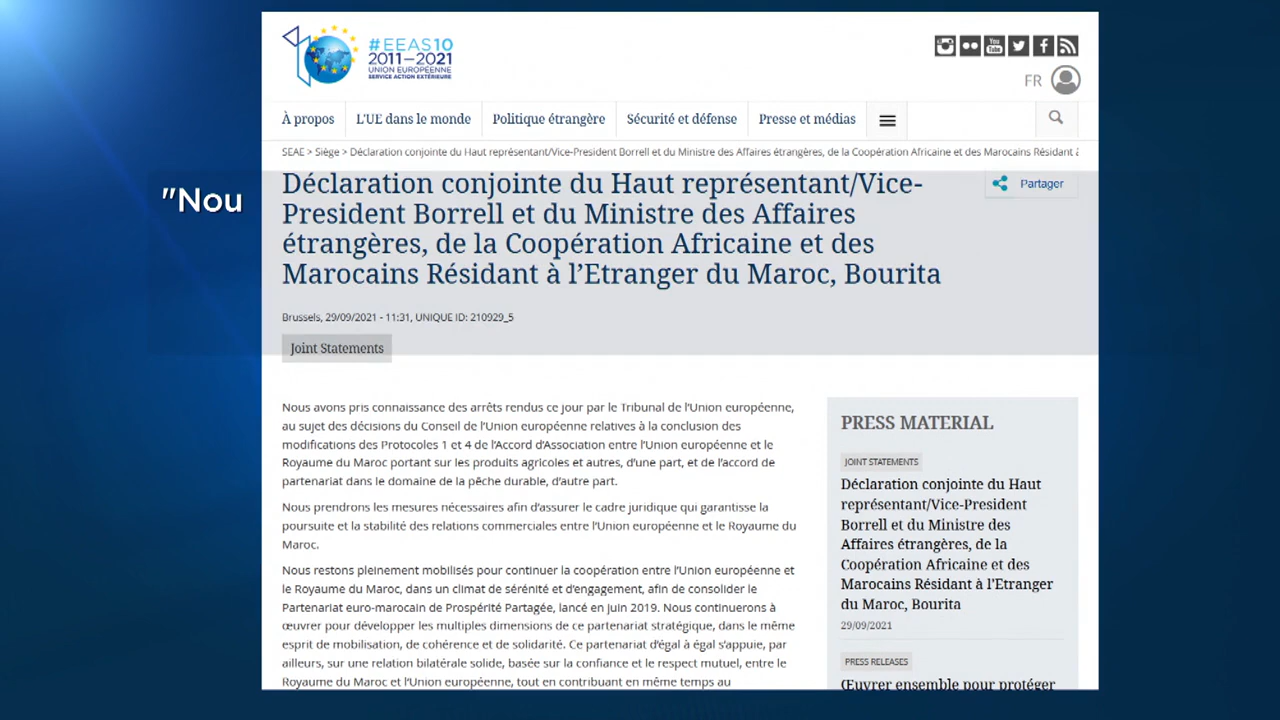 #EEAS10
2011–2021
UNION EUROPÉENNE
SERVICE ACTION EXTÉRIEURE
You
Tube
FR
À propos
L'UE dans le monde
Politique étrangère
Sécurité et défense
Presse et médias
SEAE > Siège > Déclaration conjointe du Haut représentant/Vice-President Borrell et du Ministre des Affaires étrangères, de la Coopération Africaine et des Marocains Résidant à
"Nou
Déclaration conjointe du Haut représentant/Vice-
President Borrell et du Ministre des Affaires
étrangères, de la Coopération Africaine et des
Marocains Résidant à l’Etranger du Maroc, Bourita
Partager
Brussels, 29/09/2021 - 11:31, UNIQUE ID: 210929_5
Joint Statements
Nous avons pris connaissance des arrêts rendus ce jour par le Tribunal de l’Union européenne,
au sujet des décisions du Conseil de l’Union européenne relatives à la conclusion des
modifications des Protocoles 1 et 4 de l’Accord d’Association entre l’Union européenne et le
Royaume du Maroc portant sur les produits agricoles et autres, d’une part, et de l’accord de
partenariat dans le domaine de la pêche durable, d’autre part.
Nous prendrons les mesures nécessaires afin d’assurer le cadre juridique qui garantisse la
poursuite et la stabilité des relations commerciales entre l’Union européenne et le Royaume du
Maroc.
Nous restons pleinement mobilisés pour continuer la coopération entre l’Union européenne et
le Royaume du Maroc, dans un climat de sérénité et d’engagement, afin de consolider le
Partenariat euro-marocain de Prospérité Partagée, lancé en juin 2019. Nous continuerons à
œuvrer pour développer les multiples dimensions de ce partenariat stratégique, dans le même
esprit de mobilisation, de cohérence et de solidarité. Ce partenariat d’égal à égal s’appuie, par
ailleurs, sur une relation bilatérale solide, basée sur la confiance et le respect mutuel, entre le
Royaume du Maroc et l’Union européenne, tout en contribuant en même temps au
PRESS MATERIAL
JOINT STATEMENTS
Déclaration conjointe du Haut
représentant/Vice-President
Borrell et du Ministre des
Affaires étrangères, de la
Coopération Africaine et des
Marocains Résidant à l’Etranger
du Maroc, Bourita
29/09/2021
PRESS RELEASES
Œuvrer ensemble pour protéger